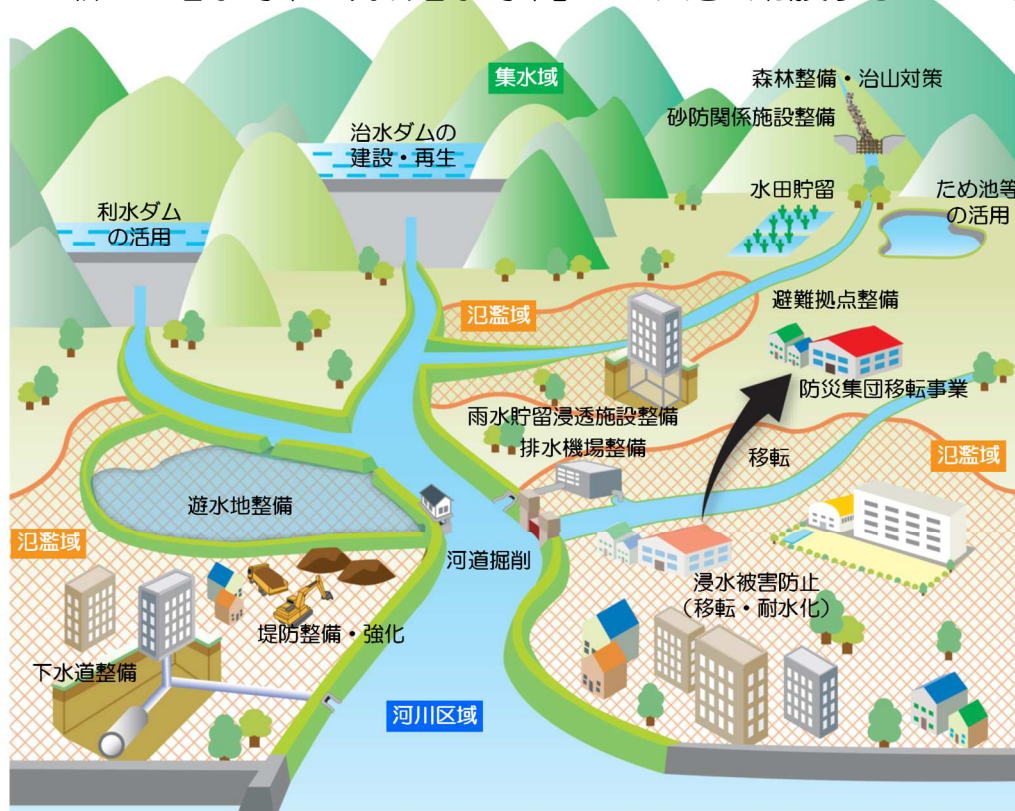 集水域
森林整備・治山対策
砂防関係施設整備
治水ダムの
建設・再生
水田貯留
ため池等
の活用
利水ダム
の活用
氾濫域
避難拠点整備
防災集団移転事業
雨水貯留浸透施設整備
排水機場整備
移転
氾濫域
遊水地整備
氾濫域
河道掘削
浸水被害防止
（移転・耐水化）
堤防整備・強化
下水道整備
河川区域